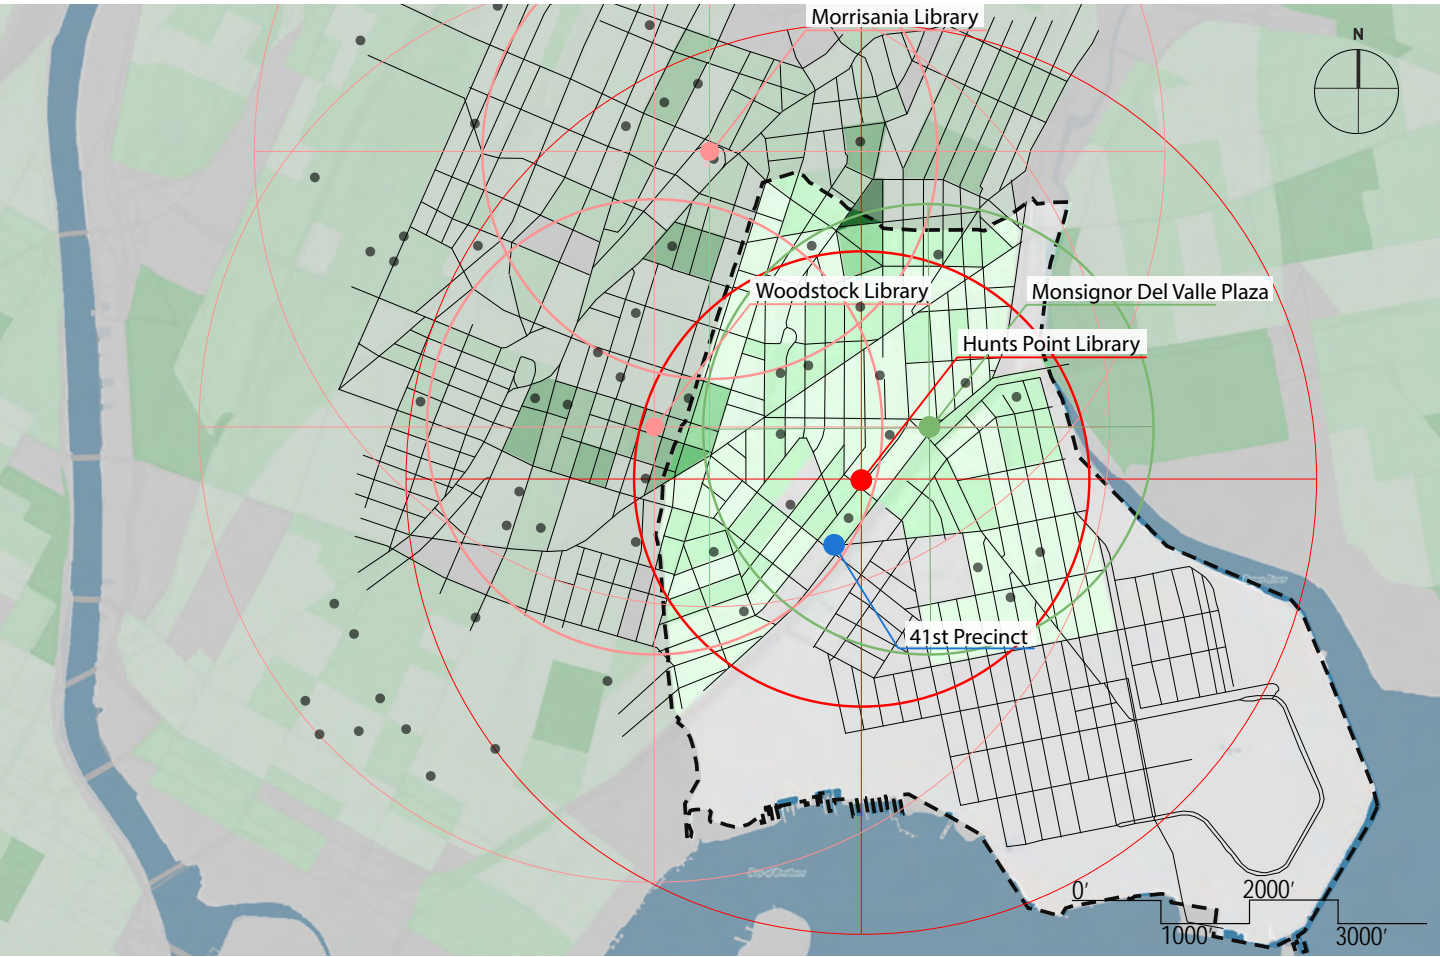 Morrisania Library
N
Woodstock Library
Monsignor Del Valle Plaza
Hunts Point Library
41st Precinct
0′
2000′
1000′
3000′